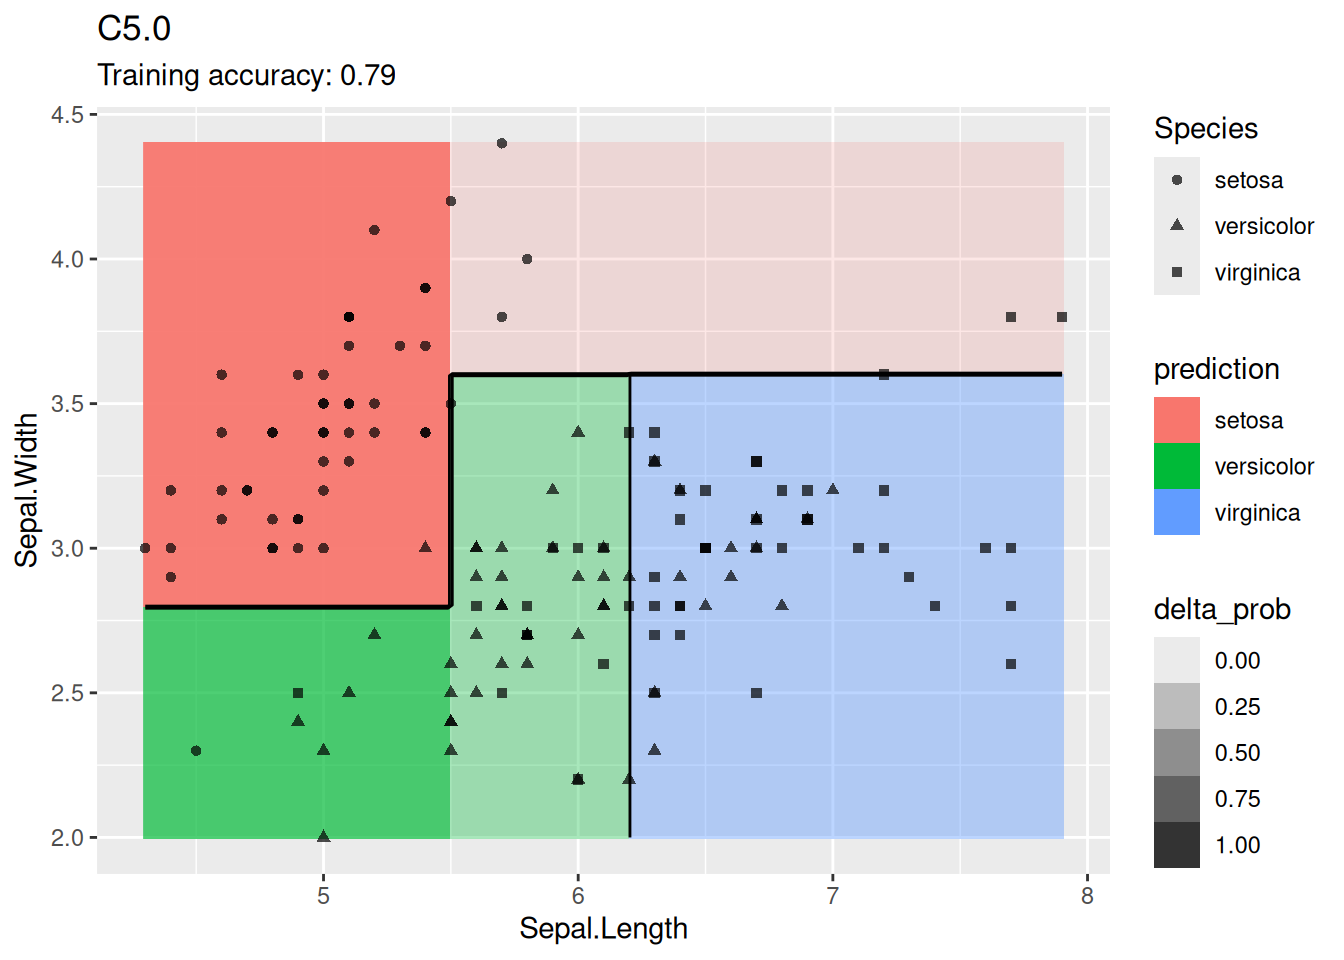 C5.0
Training accuracy: 0.79
4.5
4.0
3.5
3.0
2.5
2.0
Sepal.Width
5
6
7
8
Sepal.Length
Species
setosa
versicolor
virginica
prediction
setosa
versicolor
virginica
delta_prob
0.00
0.25
0.50
0.75
1.00